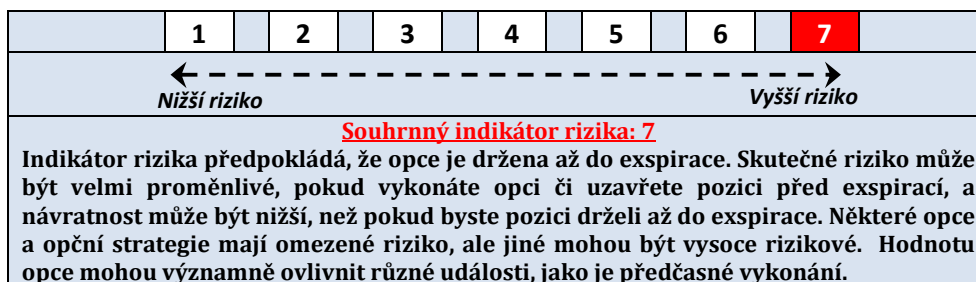 1 2 3 4 5 6 7
Nižší riziko Vyšší riziko
Souhrnný indikátor rizika: 7
Indikátor rizika předpokládá, že opce je držena až do exspirace. Skutečné riziko může
být velmi proměnlivé, pokud vykonáte opci či uzavřete pozici před exspirací, a
návratnost může být nižší, než pokud byste pozici drželi až do exspirace. Některé opce
a opční strategie mají omezené riziko, ale jiné mohou být vysoce rizikové. Hodnotu
opce mohou významně ovlivnit různé události, jako je předčasné vykonání.